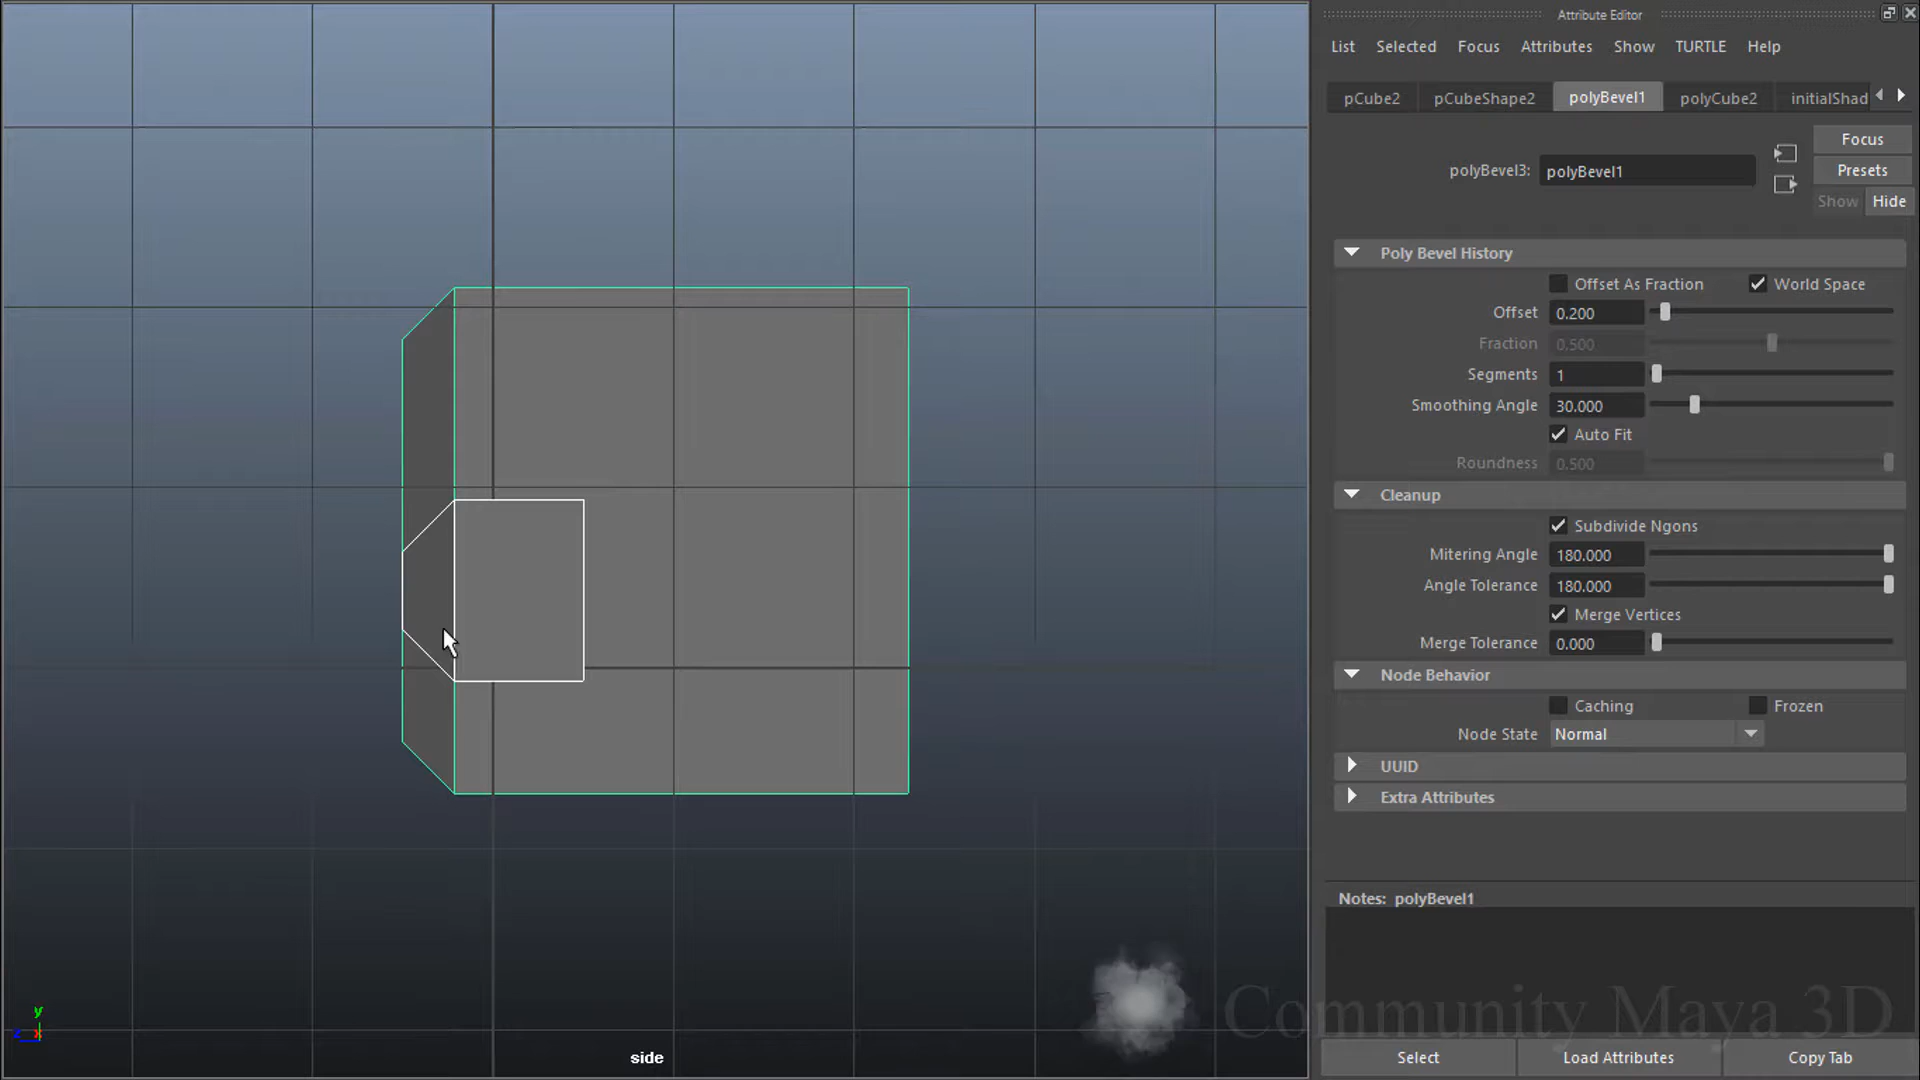 Attribute Editor
List Selected Focus Attributes Show TURTLE Help
pCube2 pCubeShape2 polyBevel1 polyCube2 initialShad
Focus
polyBevel3: polyBevel1
Presets
Show Hide
Poly Bevel History
Offset As Fraction World Space
Offset 0.200
Fraction 0.500
Segments 1
Smoothing Angle 30.000
Auto Fit
Roundness 0.500
Cleanup
Subdivide Ngons
Mitering Angle 180.000
Angle Tolerance 180.000
Merge Vertices
Merge Tolerance 0.000
Node Behavior
Caching Frozen
Node State Normal
UUID
Extra Attributes
Notes: polyBevel1
Community Maya 3D
y
z x
side
Select Load Attributes Copy Tab